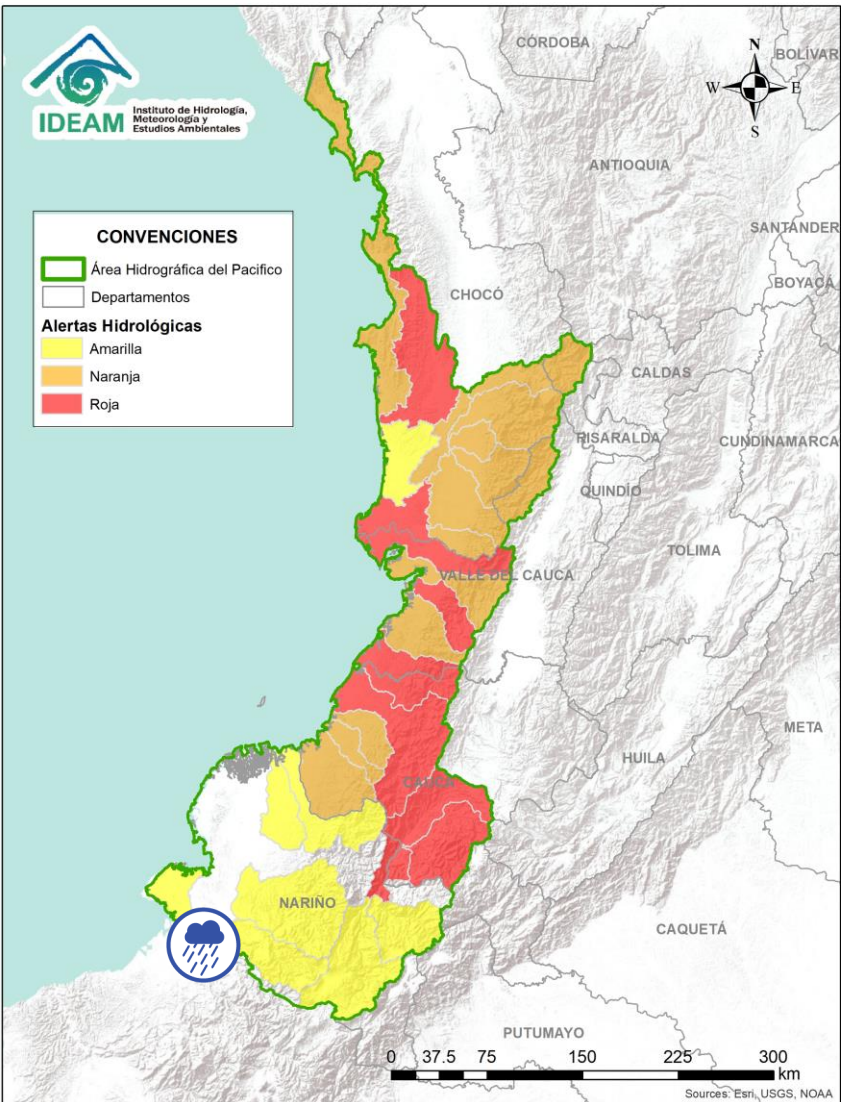 CÓRDOBA
BOLÍVAR
N
W E
S
IDEAM
Instituto de Hidrología,
Meteorología y
Estudios Ambientales
ANTIOQUIA
SANTANDER
CONVENCIONES
Área Hidrográfica del Pacifico
Departamentos
Alertas Hidrológicas
Amarilla
Naranja
Roja
BOYACÁ
CHOCÓ
CALDAS
RISARALDA
CUNDINAMARCA
QUINDÍO
TOLIMA
VALLE DEL CAUCA
META
HUILA
CAUCA
NARIÑO
CAQUETÁ
PUTUMAYO
0 37.5 75 150 225 300
km
Sources: Esri, USGS, NOAA